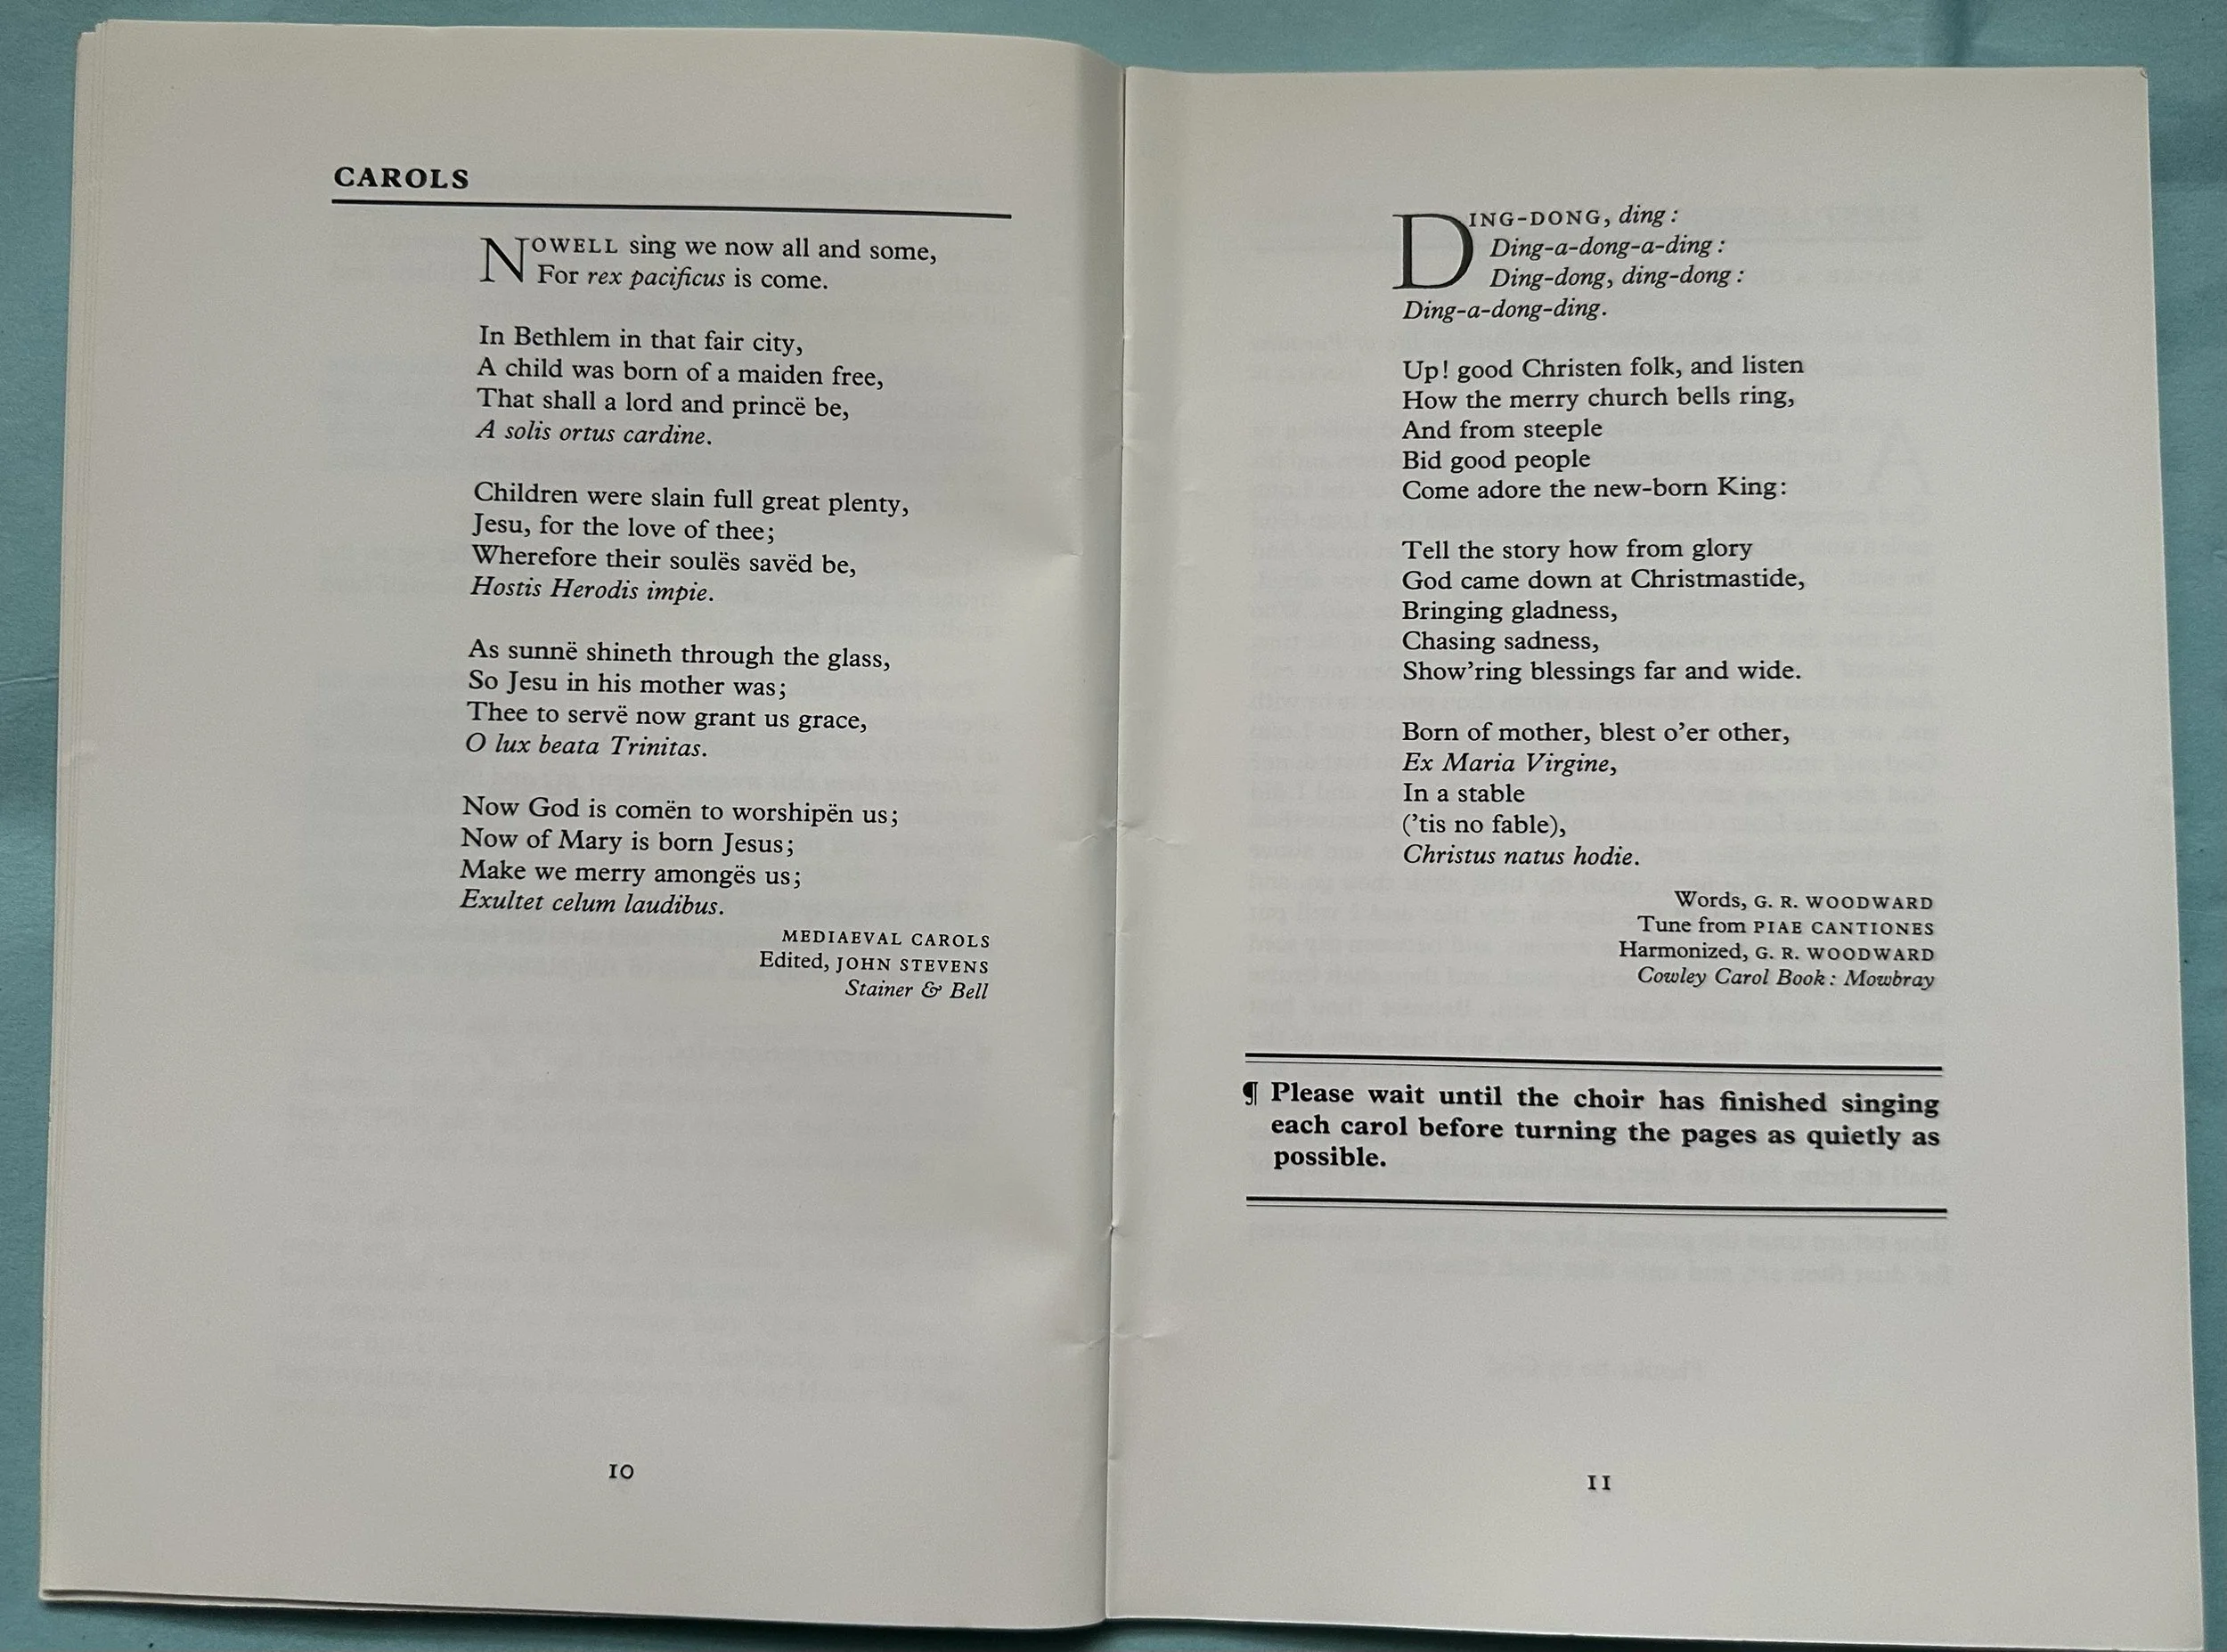 CAROLS
NOWELL sing we now all and some,
For rex pacificus is come.
In Bethlem in that fair city,
A child was born of a maiden free,
That shall a lord and princë be,
A solis ortus cardine.
Children were slain full great plenty,
Jesu, for the love of thee;
Wherefore their soulës savëd be,
Hostis Herodis impie.
As sunnë shineth through the glass,
So Jesu in his mother was;
Thee to servë now grant us grace,
O lux beata Trinitas.
Now God is comën to worshipën us;
Now of Mary is born Jesus;
Make we merry amongës us;
Exultet celum laudibus.
MEDIAEVAL CAROLS
Edited, JOHN STEVENS
Stainer & Bell
10
DING-DONG, ding:
Ding-a-dong-a-ding:
Ding-dong, ding-dong:
Ding-a-dong-ding.
Up! good Christen folk, and listen
How the merry church bells ring,
And from steeple
Bid good people
Come adore the new-born King:
Tell the story how from glory
God came down at Christmastide,
Bringing gladness,
Chasing sadness,
Show'ring blessings far and wide.
Born of mother, blest o'er other,
Ex Maria Virgine,
In a stable
('tis no fable),
Christus natus hodie.
Words, G. R. WOODWARD
Tune from PIAE CANTIONES
Harmonized, G. R. WOODWARD
Cowley Carol Book: Mowbray
¶ Please wait until the choir has finished singing
each carol before turning the pages as quietly as
possible.
11